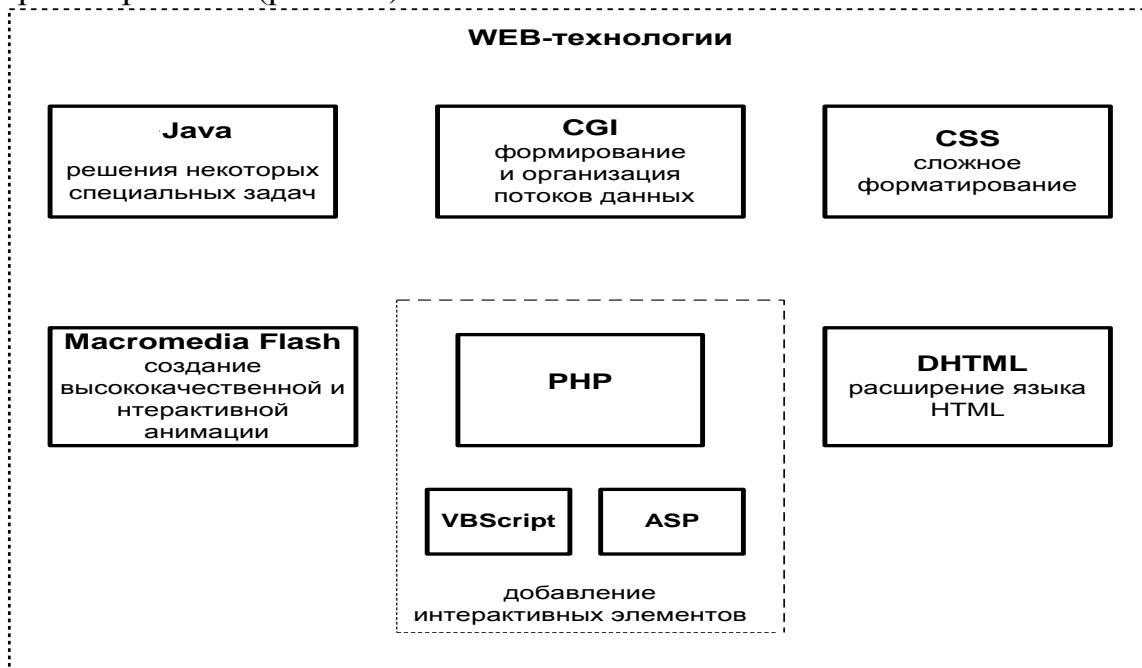 WEB-технологии
Java
решения некоторых
специальных задач
CGI
формирование
и организация
потоков данных
CSS
сложное
форматирование
Macromedia Flash
создание
высококачественной и
нтерактивной
анимации
PHP
DHTML
расширение языка
HTML
VBScript
ASP
добавление
интерактивных элементов